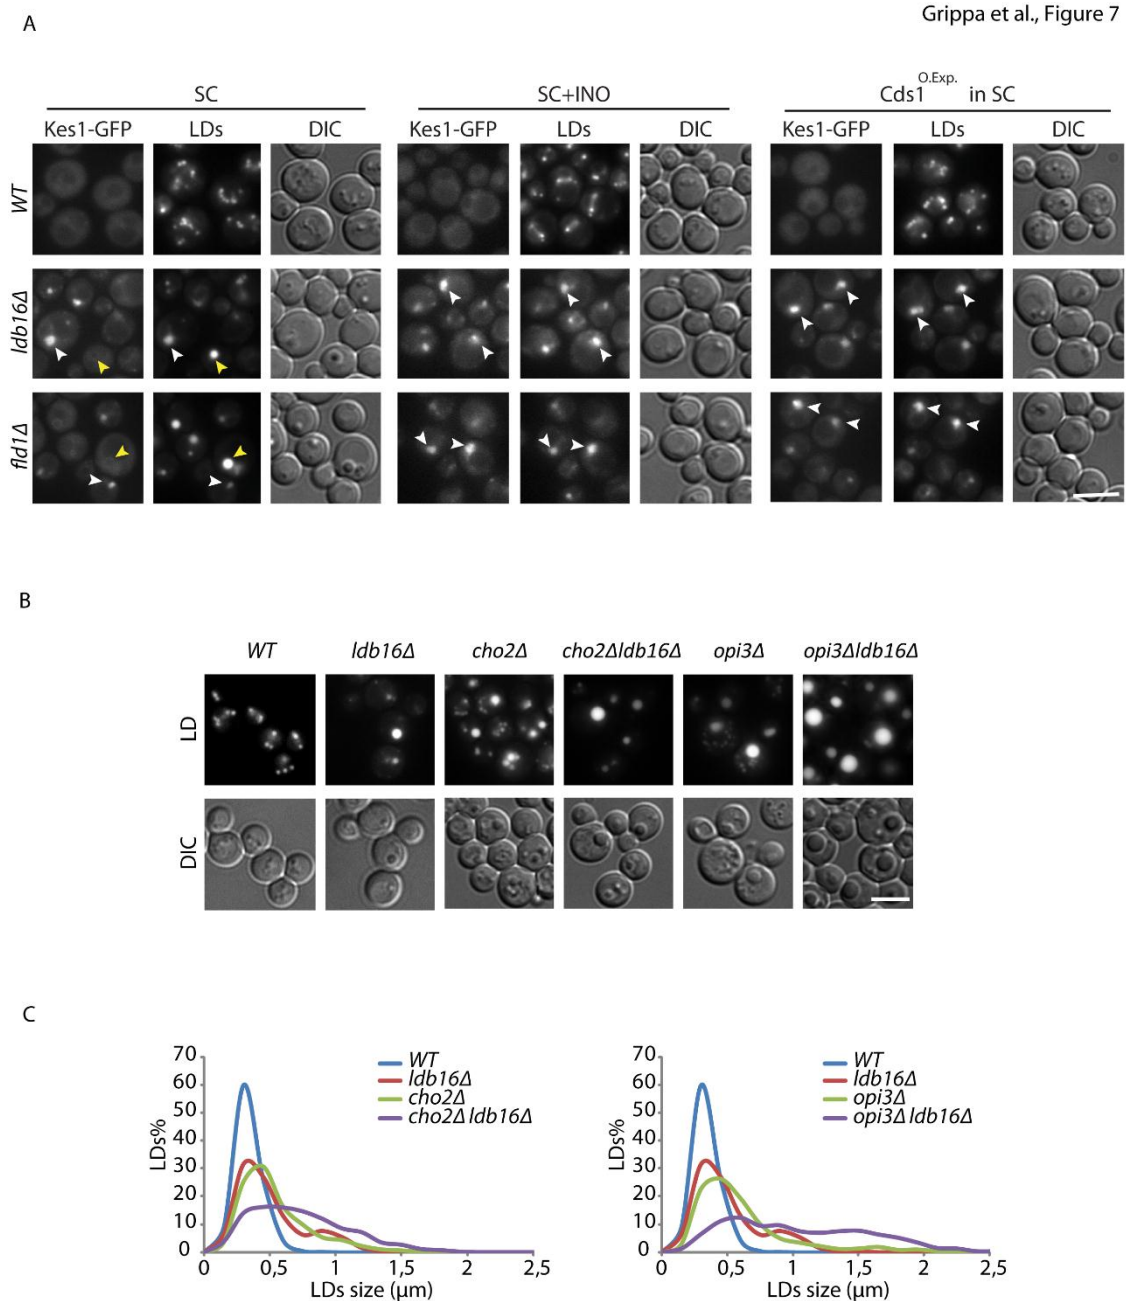 Grippa et al., Figure 7
A
SC
SC+INO
Cds1 O.Exp. in SC
Kes1-GFP LDs DIC Kes1-GFP LDs DIC Kes1-GFP LDs DIC
WT
ldb16Δ
fld1Δ
B
WT ldb16Δ cho2Δ cho2Δldb16Δ opi3Δ opi3Δldb16Δ
LD
DIC
C
70
60
50
40
30
20
10
0
LDs%
WT
ldb16Δ
cho2Δ
cho2Δ ldb16Δ
0 0,5 1 1,5 2 2,5
LDs size (μm)
70
60
50
40
30
20
10
0
LDs%
WT
ldb16Δ
opi3Δ
opi3Δ ldb16Δ
0 0,5 1 1,5 2 2,5
LDs size (μm)